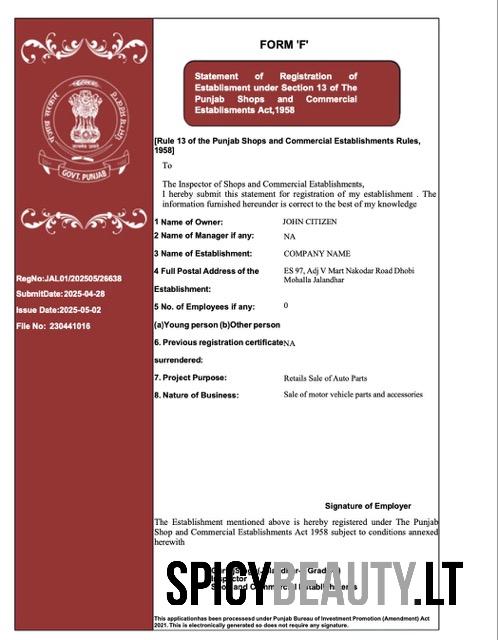 FORM 'F'
Statement of Registration of
Establisment under Section 13 of The
Punjab Shops and Commercial
Establisments Act,1958
[Rule 13 of the Punjab Shops and Commercial Establishments Rules,
1958]
To
The Inspector of Shops and Commercial Establishments,
I hereby submit this statement for registration of my establishment . The
information furnished hereunder is correct to the best of my knowledge
1 Name of Owner: JOHN CITIZEN
2 Name of Manager if any: NA
3 Name of Establishment: COMPANY NAME
4 Full Postal Address of the ES 97, Adj V Mart Nakodar Road Dhobi
Mohalla Jalandhar
Establishment:
5 No. of Employees if any: 0
(a)Young person (b)Other person
6. Previous registration certificate NA
surrendered:
7. Project Purpose: Retails Sale of Auto Parts
8. Nature of Business: Sale of motor vehicle parts and accessories
GOVT. PUNJAB
RegNo:JAL01/202505/26638
SubmitDate:2025-04-28
Issue Date:2025-05-02
File No: 230441016
Signature of Employer
The Establishment mentioned above is hereby registered under The Punjab
Shop and Commercial Establishments Act 1958 subject to conditions annexed
herewith
Inspector
SPICYBEAUTY.LT
This applicationhas been processesd under Punjab Bureau of Investment Promotion (Amendment) Act
2021. This is electronically generated so does not require any signature.